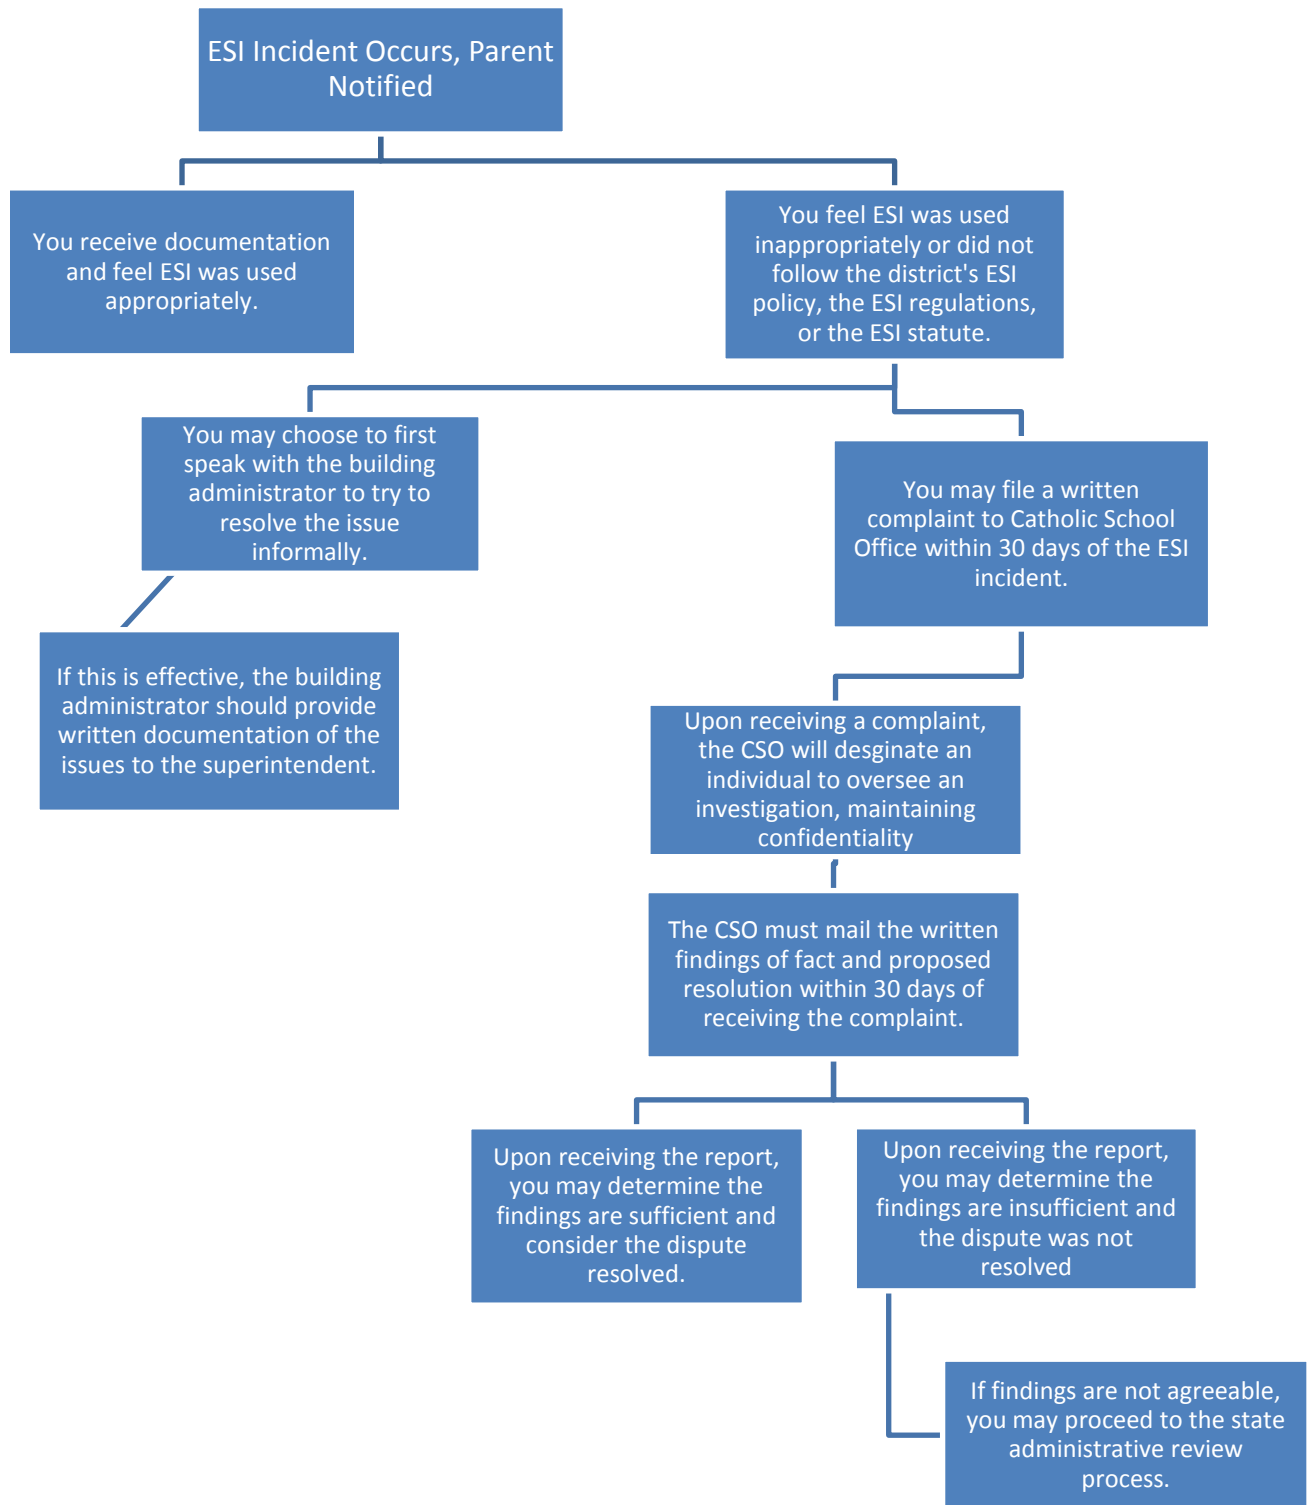 ESI Incident Occurs, Parent
Notified
You receive documentation
and feel ESI was used
appropriately.
You feel ESI was used
inappropriately or did not
follow the district's ESI
policy, the ESI regulations,
or the ESI statute.
You may choose to first
speak with the building
administrator to try to
resolve the issue
informally.
You may file a written
complaint to Catholic School
Office within 30 days of the ESI
incident.
If this is effective, the building
administrator should provide
written documentation of the
issues to the superintendent.
Upon receiving a complaint,
the CSO will desginate an
individual to oversee an
investigation, maintaining
confidentiality
The CSO must mail the written
findings of fact and proposed
resolution within 30 days of
receiving the complaint.
Upon receiving the report,
you may determine the
findings are sufficient and
consider the dispute
resolved.
Upon receiving the report,
you may determine the
findings are insufficient and
the dispute was not
resolved
If findings are not agreeable,
you may proceed to the state
administrative review
process.